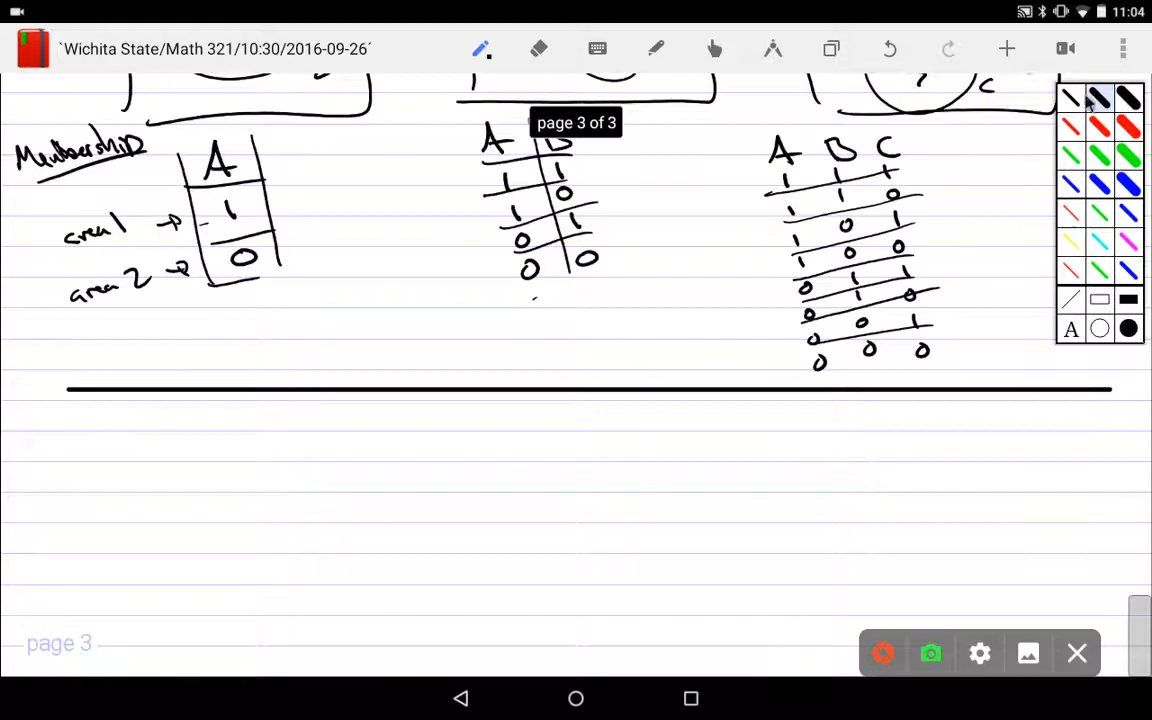 11:04
`Wichita State/Math 321/10:30/2016-09-26´
page 3 of 3
C
Membership
A
area 1 → 1
area 2 → 0
A B
1 1
1 0
1 1
0 0
0
A B C
1 1 1
1 1 0
1 0 1
1 0 0
0 1 1
0 1 0
0 0 1
0 0 0
A
page 3